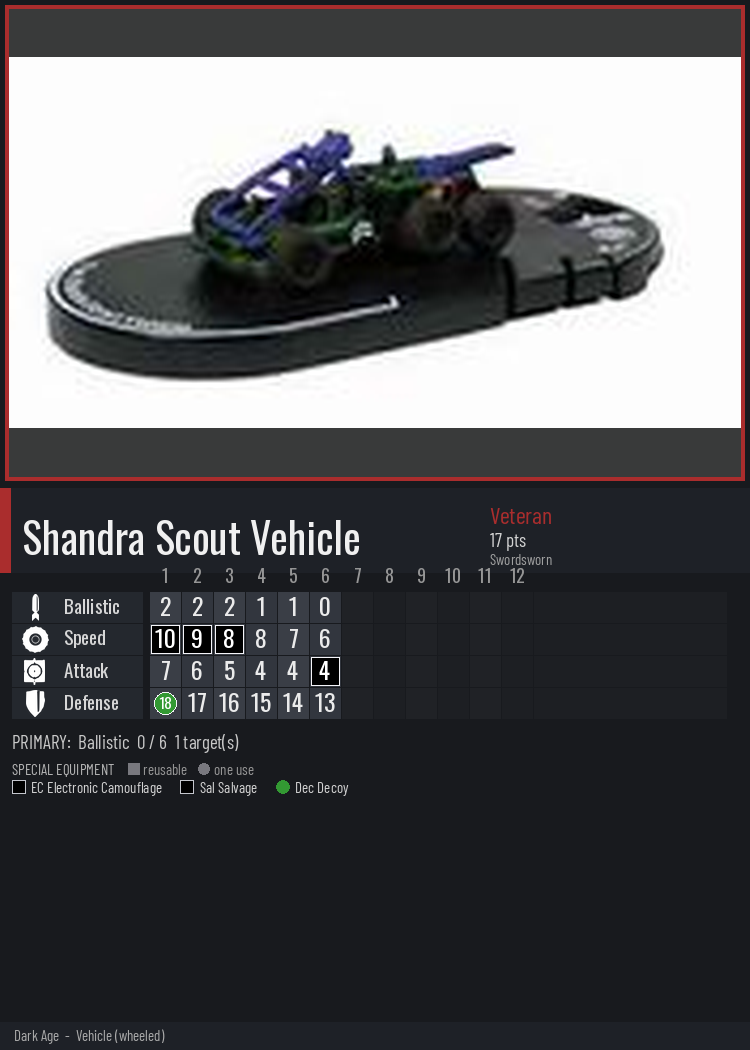 Shandra Scout Vehicle
Veteran
17 pts
Swordsworn
1 2 3 4 5 6 7 8 9 10 11 12
Ballistic 2 2 2 1 1 0
Speed 10 9 8 8 7 6
Attack 7 6 5 4 4 4
Defense 18 17 16 15 14 13
PRIMARY: Ballistic 0 / 6 1 target(s)
SPECIAL EQUIPMENT reusable one use
EC Electronic Camouflage Sal Salvage Dec Decoy
Dark Age - Vehicle (wheeled)